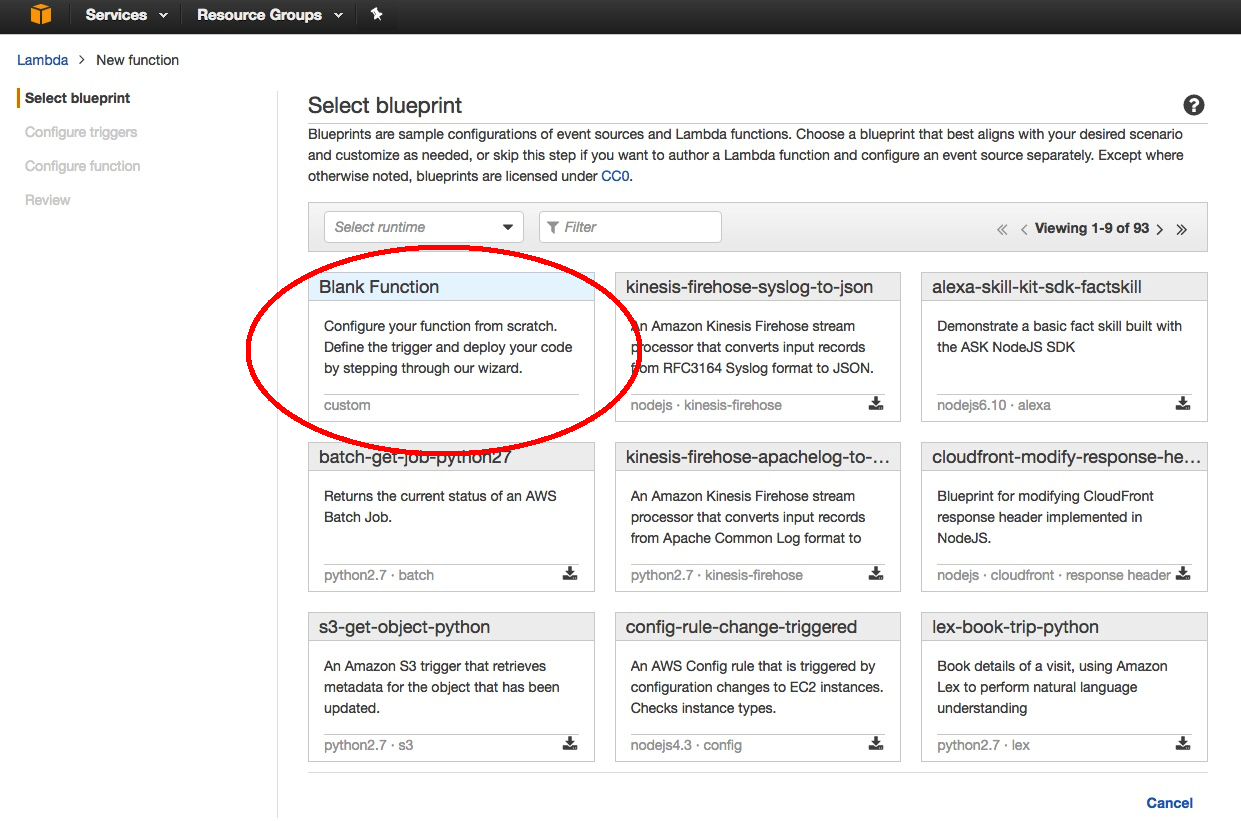 Services Resource Groups
Lambda > New function
Select blueprint
Configure triggers
Configure function
Review
Select blueprint
Blueprints are sample configurations of event sources and Lambda functions. Choose a blueprint that best aligns with your desired scenario
and customize as needed, or skip this step if you want to author a Lambda function and configure an event source separately. Except where
otherwise noted, blueprints are licensed under CC0.
Select runtime Filter « < Viewing 1-9 of 93 > »
Blank Function
Configure your function from scratch.
Define the trigger and deploy your code
by stepping through our wizard.
custom
kinesis-firehose-syslog-to-json
An Amazon Kinesis Firehose stream
processor that converts input records
from RFC3164 Syslog format to JSON.
nodejs · kinesis-firehose
alexa-skill-kit-sdk-factskill
Demonstrate a basic fact skill built with
the ASK NodeJS SDK
nodejs6.10 · alexa
batch-get-job-python27
Returns the current status of an AWS
Batch Job.
python2.7 · batch
kinesis-firehose-apachelog-to-...
An Amazon Kinesis Firehose stream
processor that converts input records
from Apache Common Log format to
python2.7 · kinesis-firehose
cloudfront-modify-response-he...
Blueprint for modifying CloudFront
response header implemented in
NodeJS.
nodejs · cloudfront · response header
s3-get-object-python
An Amazon S3 trigger that retrieves
metadata for the object that has been
updated.
python2.7 · s3
config-rule-change-triggered
An AWS Config rule that is triggered by
configuration changes to EC2 instances.
Checks instance types.
nodejs4.3 · config
lex-book-trip-python
Book details of a visit, using Amazon
Lex to perform natural language
understanding
python2.7 · lex
Cancel